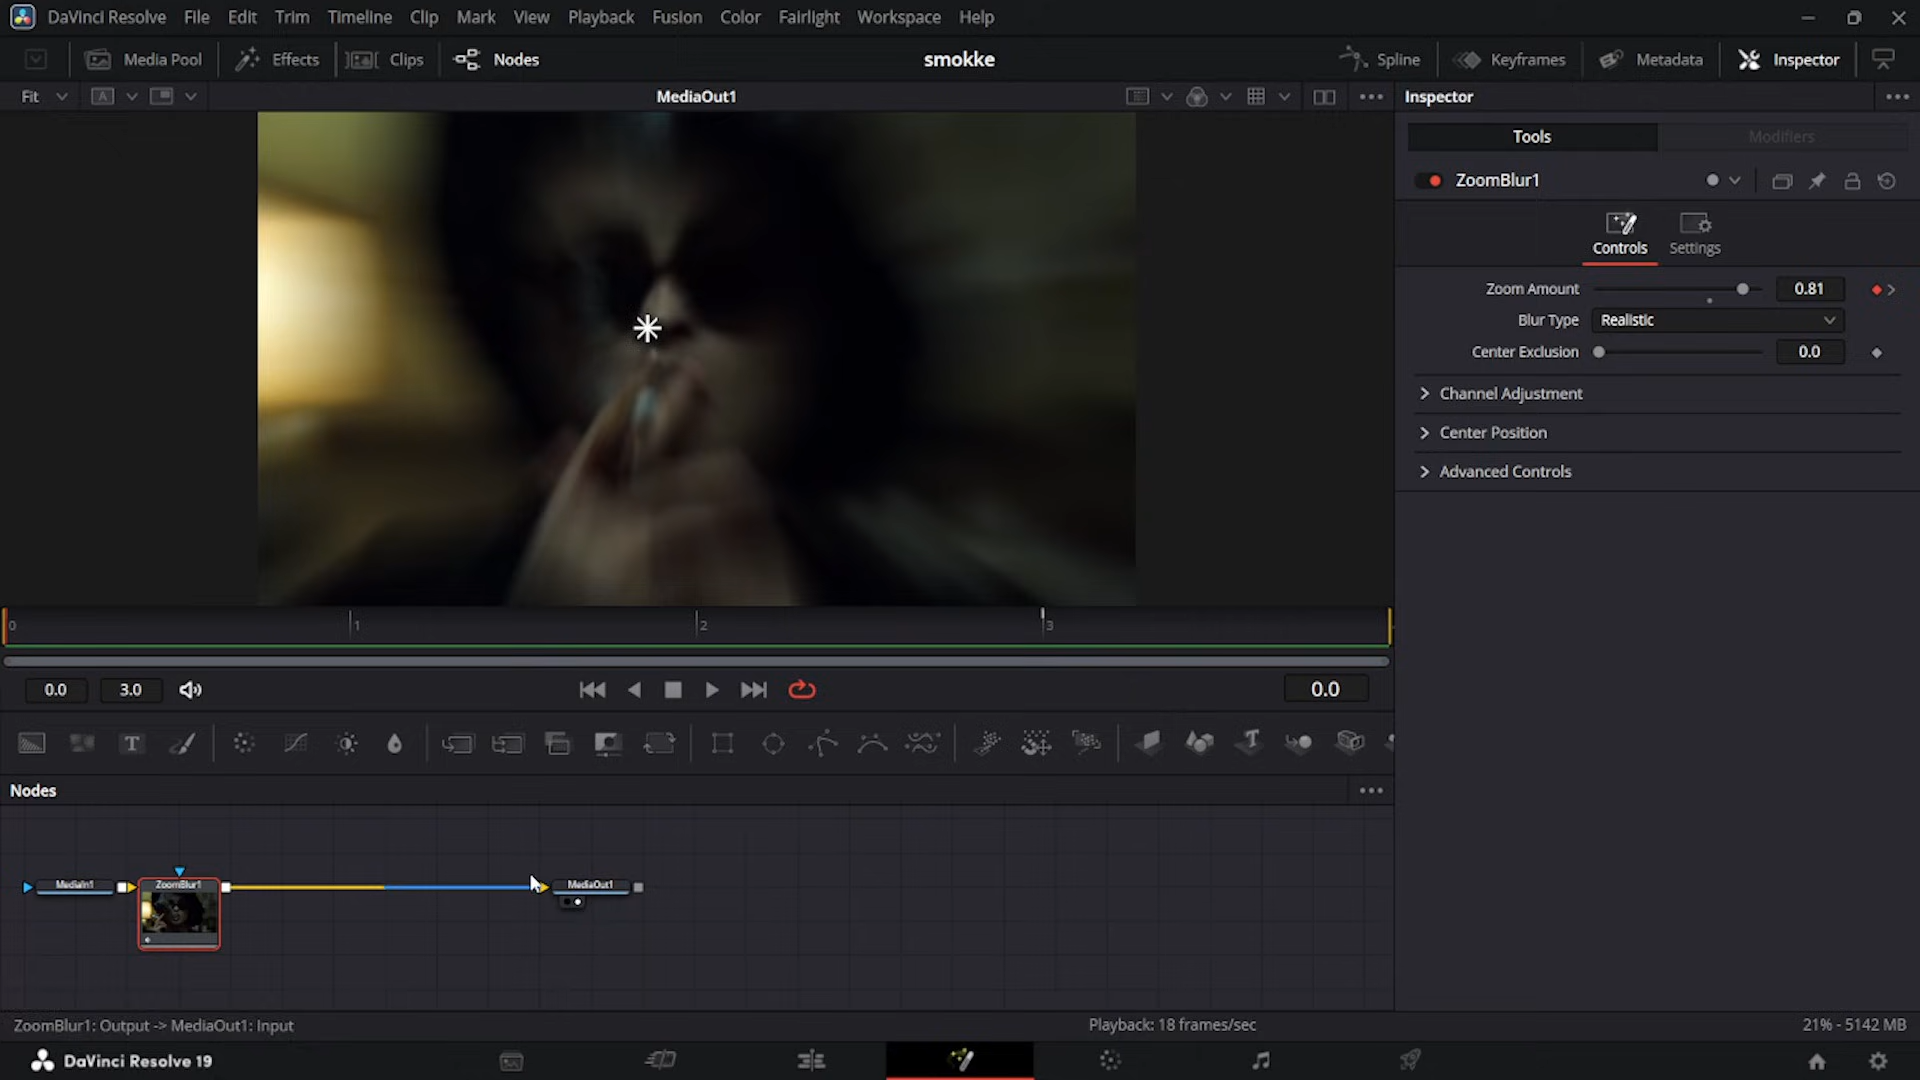 DaVinci Resolve File Edit Trim Timeline Clip Mark View Playback Fusion Color Fairlight Workspace Help
Media Pool Effects Clips Nodes smokke Spline Keyframes Metadata Inspector
Fit A MediaOut1 Inspector
Tools Modifiers
ZoomBlur1
Controls Settings
Zoom Amount 0.81
Blur Type Realistic
Center Exclusion 0.0
Channel Adjustment
Center Position
Advanced Controls
0 1 2 3
0.0 3.0 0.0
T T
Nodes
MediaIn1 ZoomBlur1 MediaOut1
ZoomBlur1: Output -> MediaOut1: Input Playback: 18 frames/sec 21% - 5142 MB
DaVinci Resolve 19